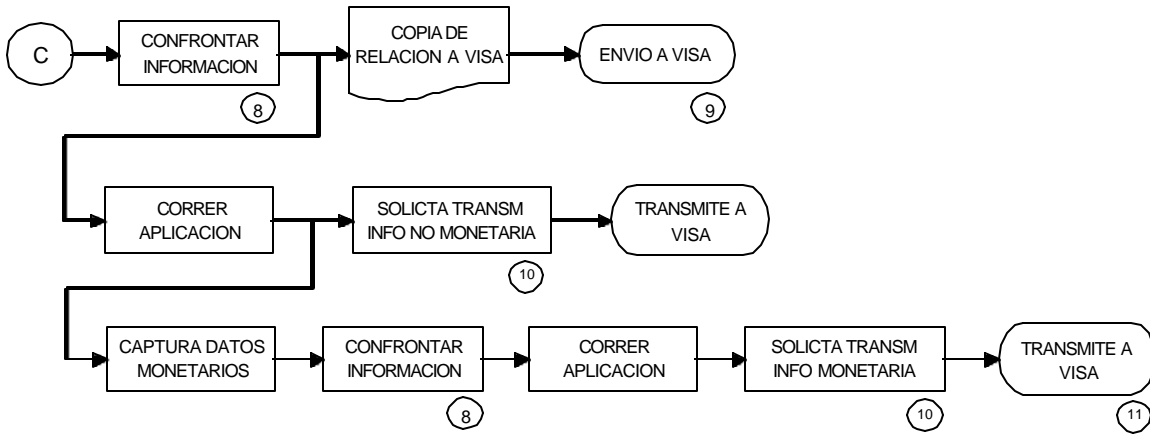 C
CONFRONTAR
INFORMACION
8
COPIA DE
RELACION A VISA
ENVIO A VISA
9
CORRER
APLICACION
SOLICTA TRANSM
INFO NO MONETARIA
10
TRANSMITE A
VISA
CAPTURA DATOS
MONETARIOS
CONFRONTAR
INFORMACION
8
CORRER
APLICACION
SOLICTA TRANSM
INFO MONETARIA
10
TRANSMITE A
VISA
11